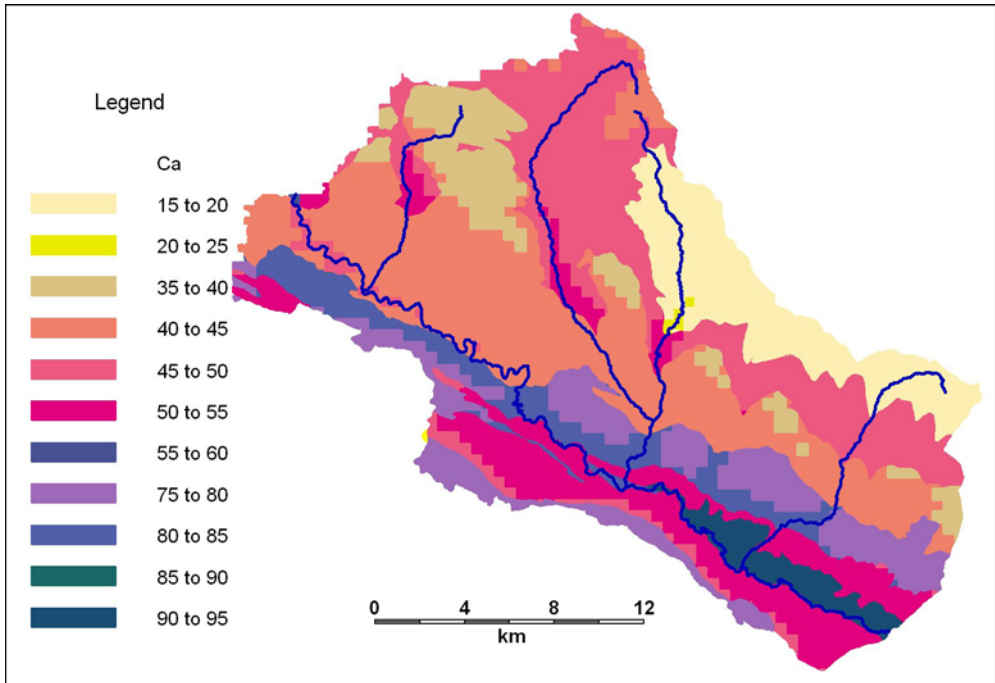 Legend
Ca
15 to 20
20 to 25
35 to 40
40 to 45
45 to 50
50 to 55
55 to 60
75 to 80
80 to 85
85 to 90
90 to 95
0 4 8 12
km